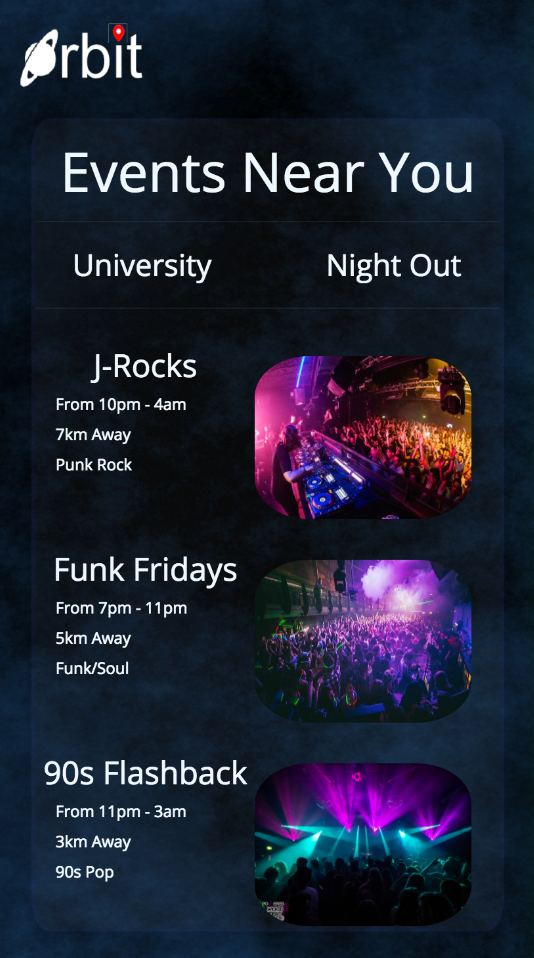 Orbit
Events Near You
University
Night Out
J-Rocks
From 10pm - 4am
7km Away
Punk Rock
Funk Fridays
From 7pm - 11pm
5km Away
Funk/Soul
90s Flashback
From 11pm - 3am
3km Away
90s Pop